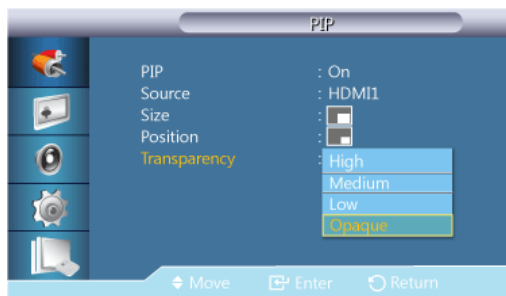 PIP
PIP : On
Source : HDMI1
Size :
Position :
Transparency :
High
Medium
Low
Opaque
Move Enter Return